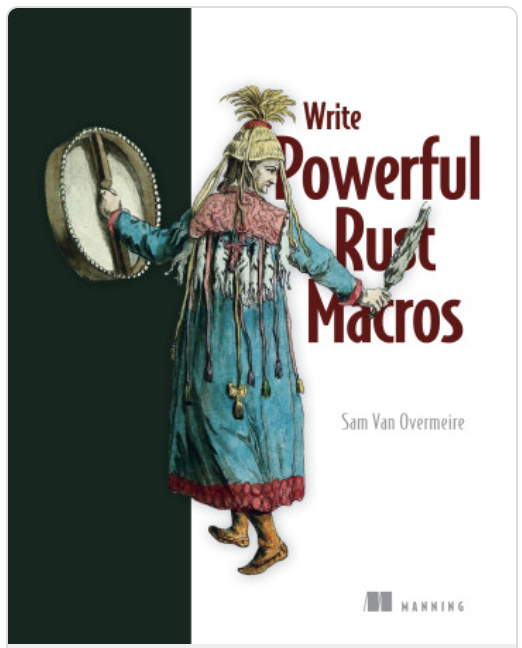 Write
Powerful
Rust
Macros
Sam Van Overmeire
MANNING